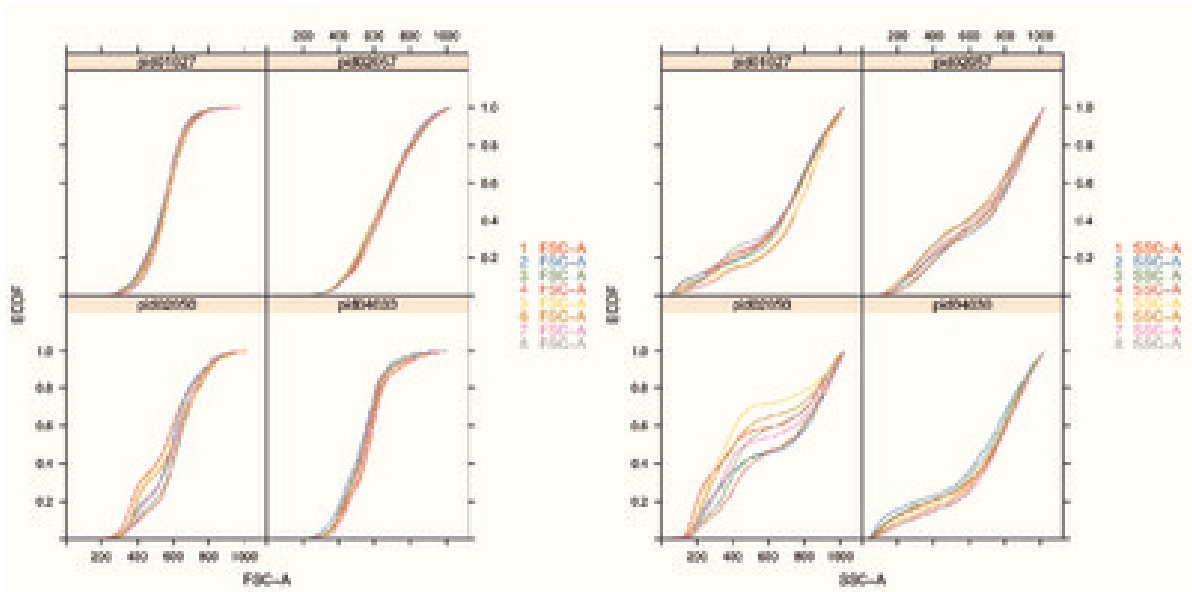 200 400 600 800 1000
200 400 600 800 1000
1.0
0.8
0.6
0.4
0.2
1.0
0.8
0.6
0.4
0.2
1 FSC-A
2 FSC-A
3 FSC-A
4 FSC-A
5 FSC-A
6 FSC-A
7 FSC-A
8 FSC-A
1 SSC-A
2 SSC-A
3 SSC-A
4 SSC-A
5 SSC-A
6 SSC-A
7 SSC-A
8 SSC-A
ECDF
ECDF
1.0
0.8
0.6
0.4
0.2
1.0
0.8
0.6
0.4
0.2
200 400 600 800 1000
200 400 600 800 1000
FSC-A
SSC-A